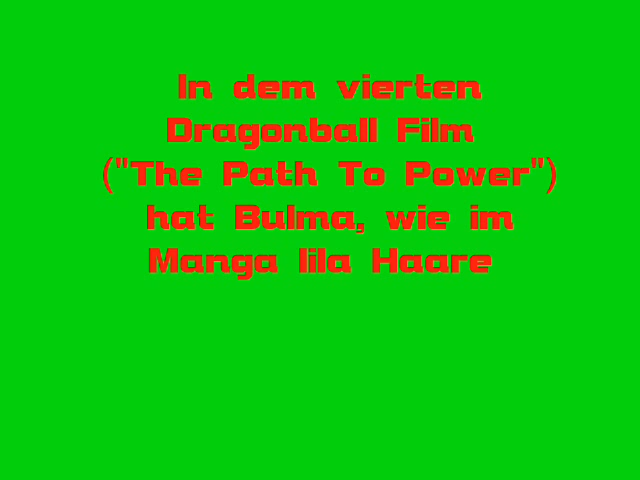 In dem vierten
Dragonball Film
("The Path To Power")
hat Bulma, wie im
Manga lila Haare